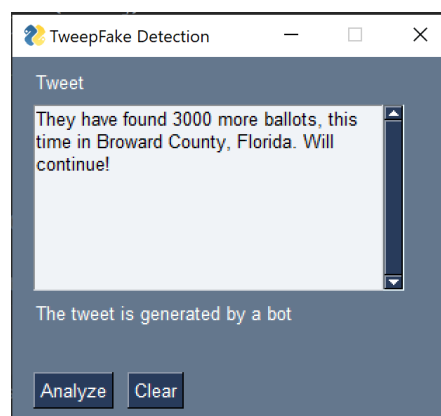 TweepFake Detection
Tweet
They have found 3000 more ballots, this
time in Broward County, Florida. Will
continue!
The tweet is generated by a bot
Analyze Clear